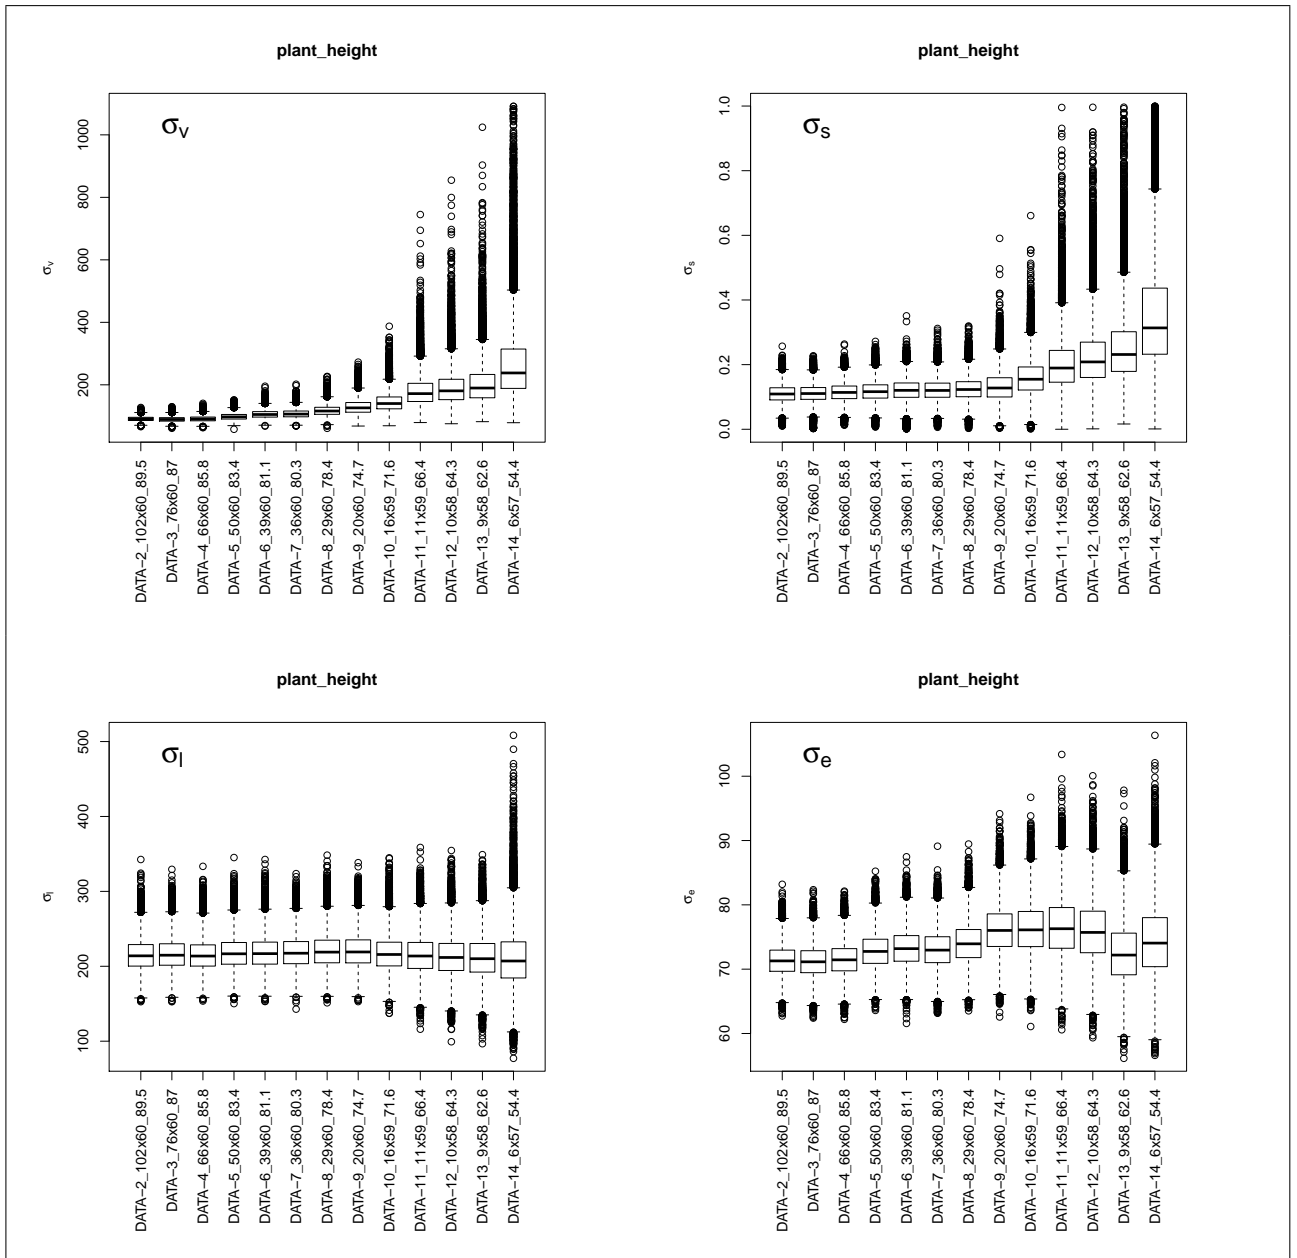 plant_height
σv
σv
200 400 600 800 1000
DATA−2_102x60_89.5
DATA−3_76x60_87
DATA−4_66x60_85.8
DATA−5_50x60_83.4
DATA−6_39x60_81.1
DATA−7_36x60_80.3
DATA−8_29x60_78.4
DATA−9_20x60_74.7
DATA−10_16x59_71.6
DATA−11_11x59_66.4
DATA−12_10x58_64.3
DATA−13_9x58_62.6
DATA−14_6x57_54.4
plant_height
σs
σs
0.0 0.2 0.4 0.6 0.8 1.0
DATA−2_102x60_89.5
DATA−3_76x60_87
DATA−4_66x60_85.8
DATA−5_50x60_83.4
DATA−6_39x60_81.1
DATA−7_36x60_80.3
DATA−8_29x60_78.4
DATA−9_20x60_74.7
DATA−10_16x59_71.6
DATA−11_11x59_66.4
DATA−12_10x58_64.3
DATA−13_9x58_62.6
DATA−14_6x57_54.4
plant_height
σl
σl
100 200 300 400 500
DATA−2_102x60_89.5
DATA−3_76x60_87
DATA−4_66x60_85.8
DATA−5_50x60_83.4
DATA−6_39x60_81.1
DATA−7_36x60_80.3
DATA−8_29x60_78.4
DATA−9_20x60_74.7
DATA−10_16x59_71.6
DATA−11_11x59_66.4
DATA−12_10x58_64.3
DATA−13_9x58_62.6
DATA−14_6x57_54.4
plant_height
σe
σe
60 70 80 90 100
DATA−2_102x60_89.5
DATA−3_76x60_87
DATA−4_66x60_85.8
DATA−5_50x60_83.4
DATA−6_39x60_81.1
DATA−7_36x60_80.3
DATA−8_29x60_78.4
DATA−9_20x60_74.7
DATA−10_16x59_71.6
DATA−11_11x59_66.4
DATA−12_10x58_64.3
DATA−13_9x58_62.6
DATA−14_6x57_54.4